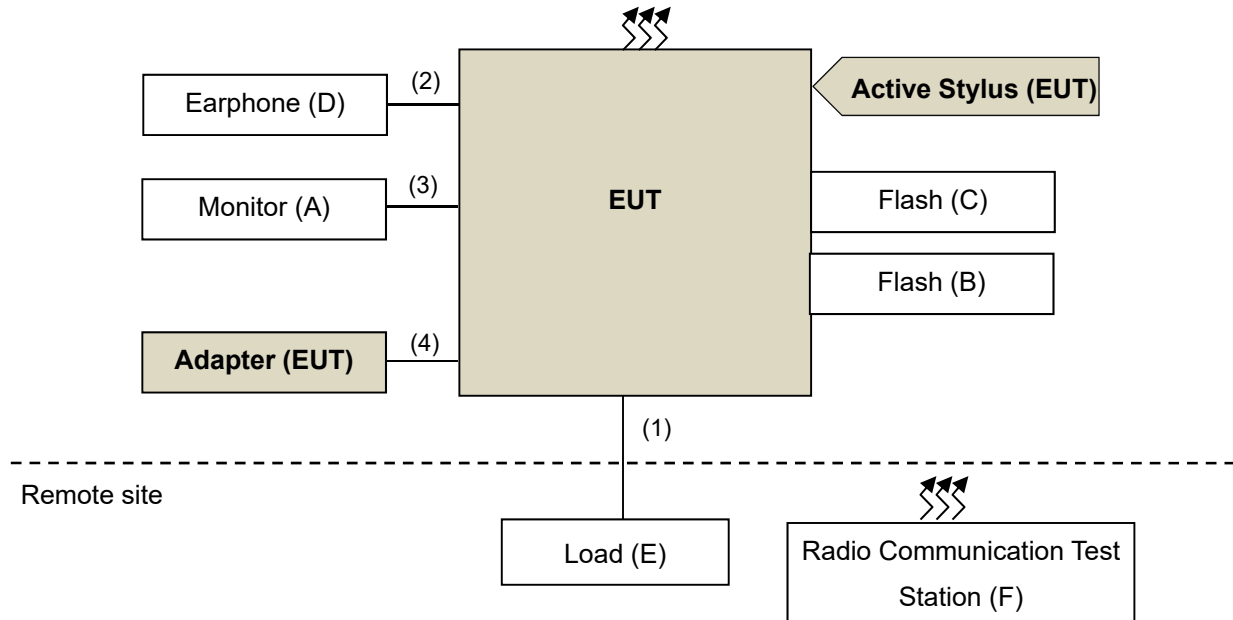 (2)
Earphone (D)
Active Stylus (EUT)
(3)
Monitor (A)
EUT
Flash (C)
Flash (B)
(4)
Adapter (EUT)
(1)
Remote site
Load (E)
Radio Communication Test
Station (F)